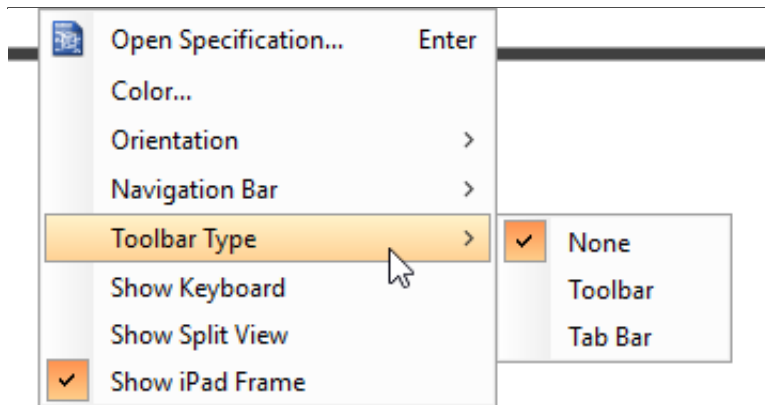 Open Specification... Enter
Color...
Orientation
Navigation Bar
Toolbar Type
Show Keyboard
Show Split View
Show iPad Frame
None
Toolbar
Tab Bar